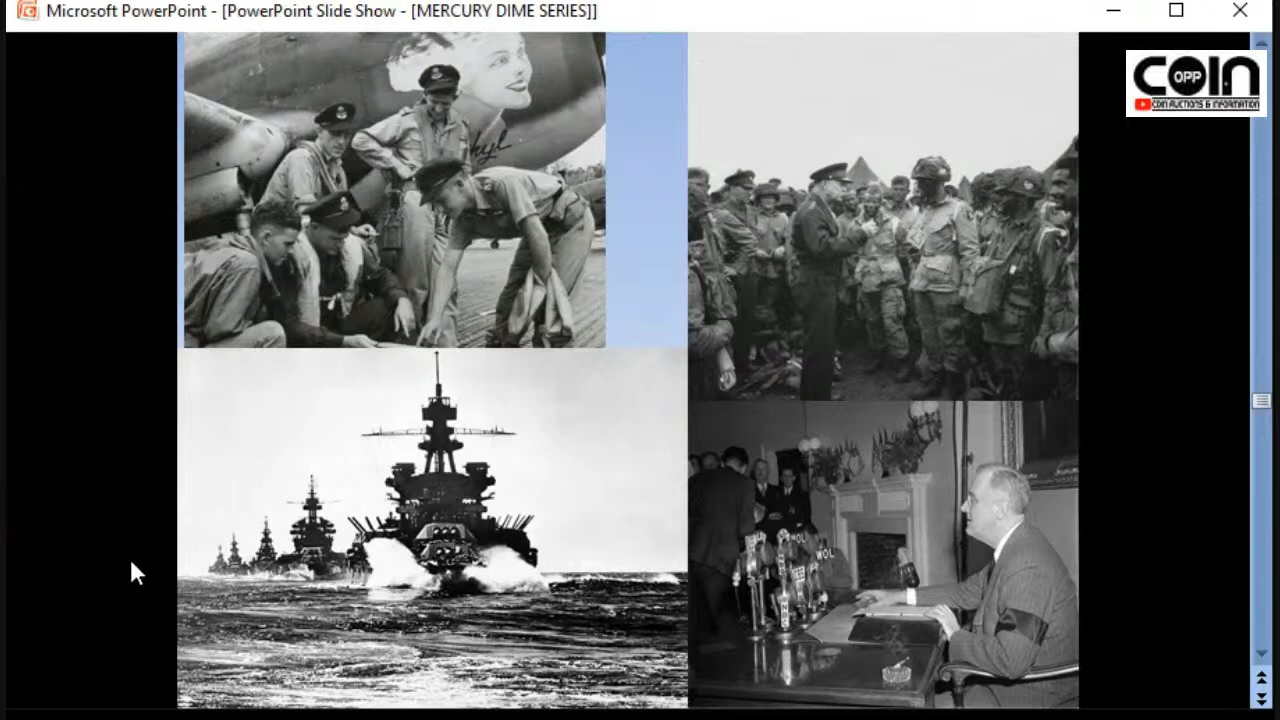 Microsoft PowerPoint - [PowerPoint Slide Show - [MERCURY DIME SERIES]]
COIN
OPP
COIN AUCTIONS & INFORMATION
WOL
WOL